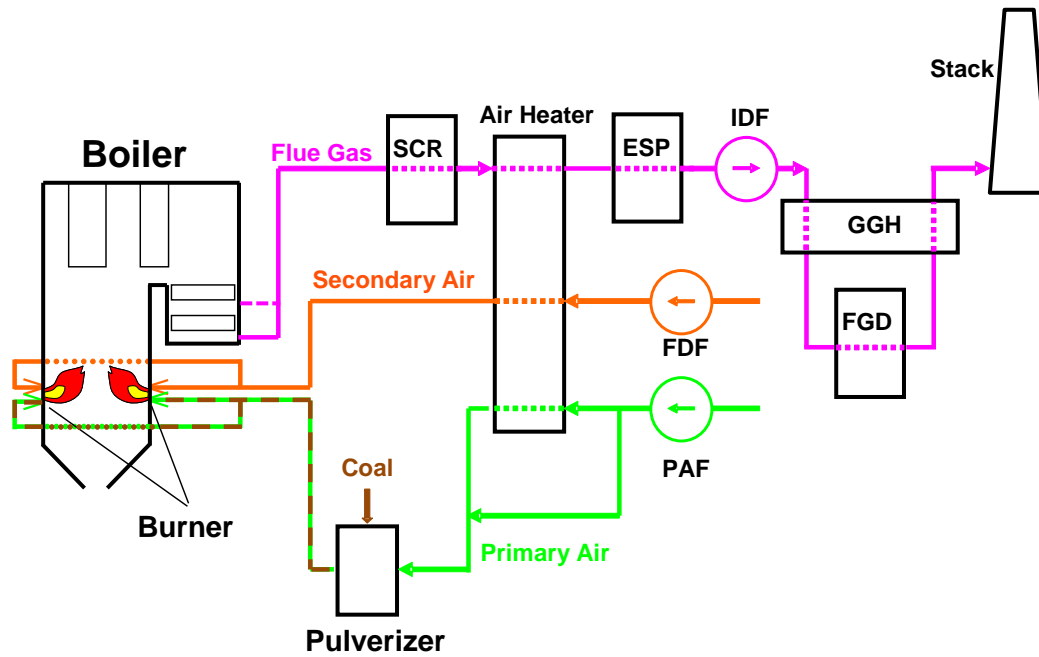 Stack
Air Heater
IDF
Boiler
Flue Gas
SCR
ESP
GGH
Secondary Air
FDF
FGD
PAF
Coal
Burner
Primary Air
Pulverizer